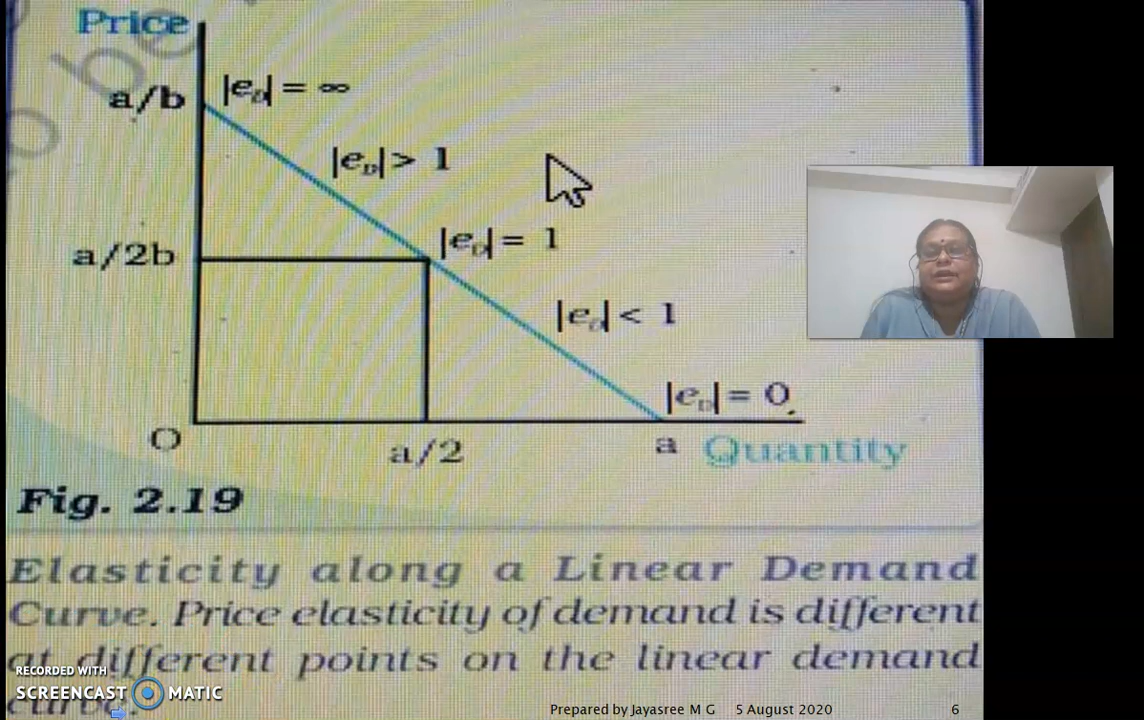 Price
a/b
|eD| = ∞
|eD| > 1
a/2b
|eD| = 1
|eD| < 1
|eD| = 0
O
a/2
a
Quantity
Fig. 2.19
Elasticity along a Linear Demand
Curve. Price elasticity of demand is different
at different points on the linear demand
curve.
RECORDED WITH
SCREENCAST MATIC
Prepared by Jayasree M G 5 August 2020 6